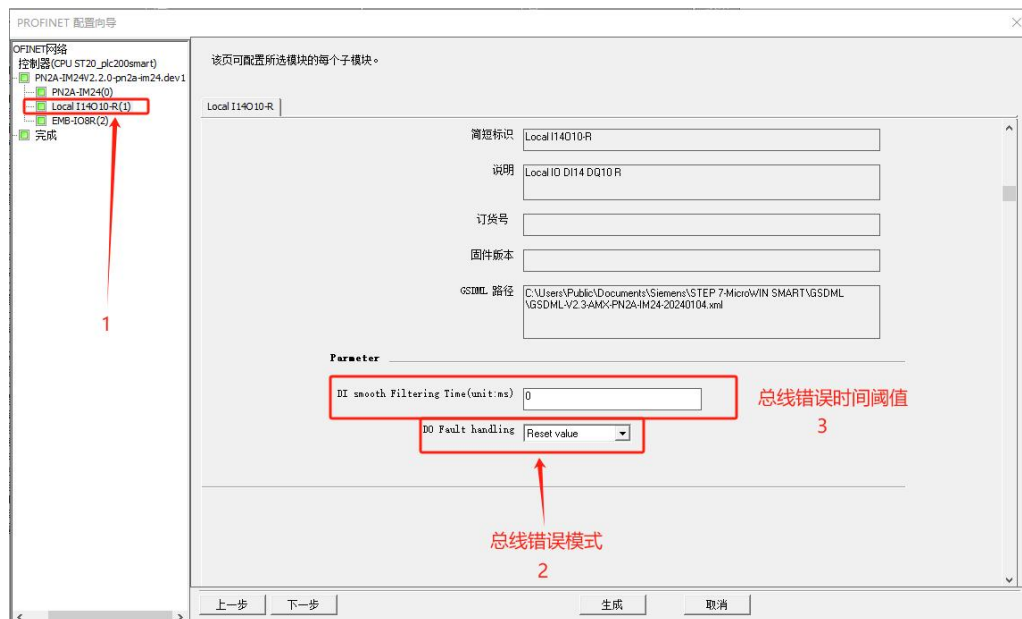 PROFINET 配置向导
OFINET网络
控制器(CPU ST20_plc200smart)
PN2A-IM24V2.2.0-pn2a-im24.dev1
PN2A-IM24(0)
Local I14O10-R(1)
EMB-IO8R(2)
完成
1
该页可配置所选模块的每个子模块。
Local I14O10-R
简短标识 Local I14O10-R
说明 Local IO DI14 DQ10 R
订货号
固件版本
GSDML 路径 C:\Users\Public\Documents\Siemens\STEP 7-MicroWIN SMART\GSDML
\GSDML-V2.3-AMX-PN2A-IM24-20240104.xml
Parmeter
DI smooth Filtering Time(unit:ms) 0
总线错误时间阈值
3
DO Fault handling Reset value
总线错误模式
2
上一步 下一步 生成 取消